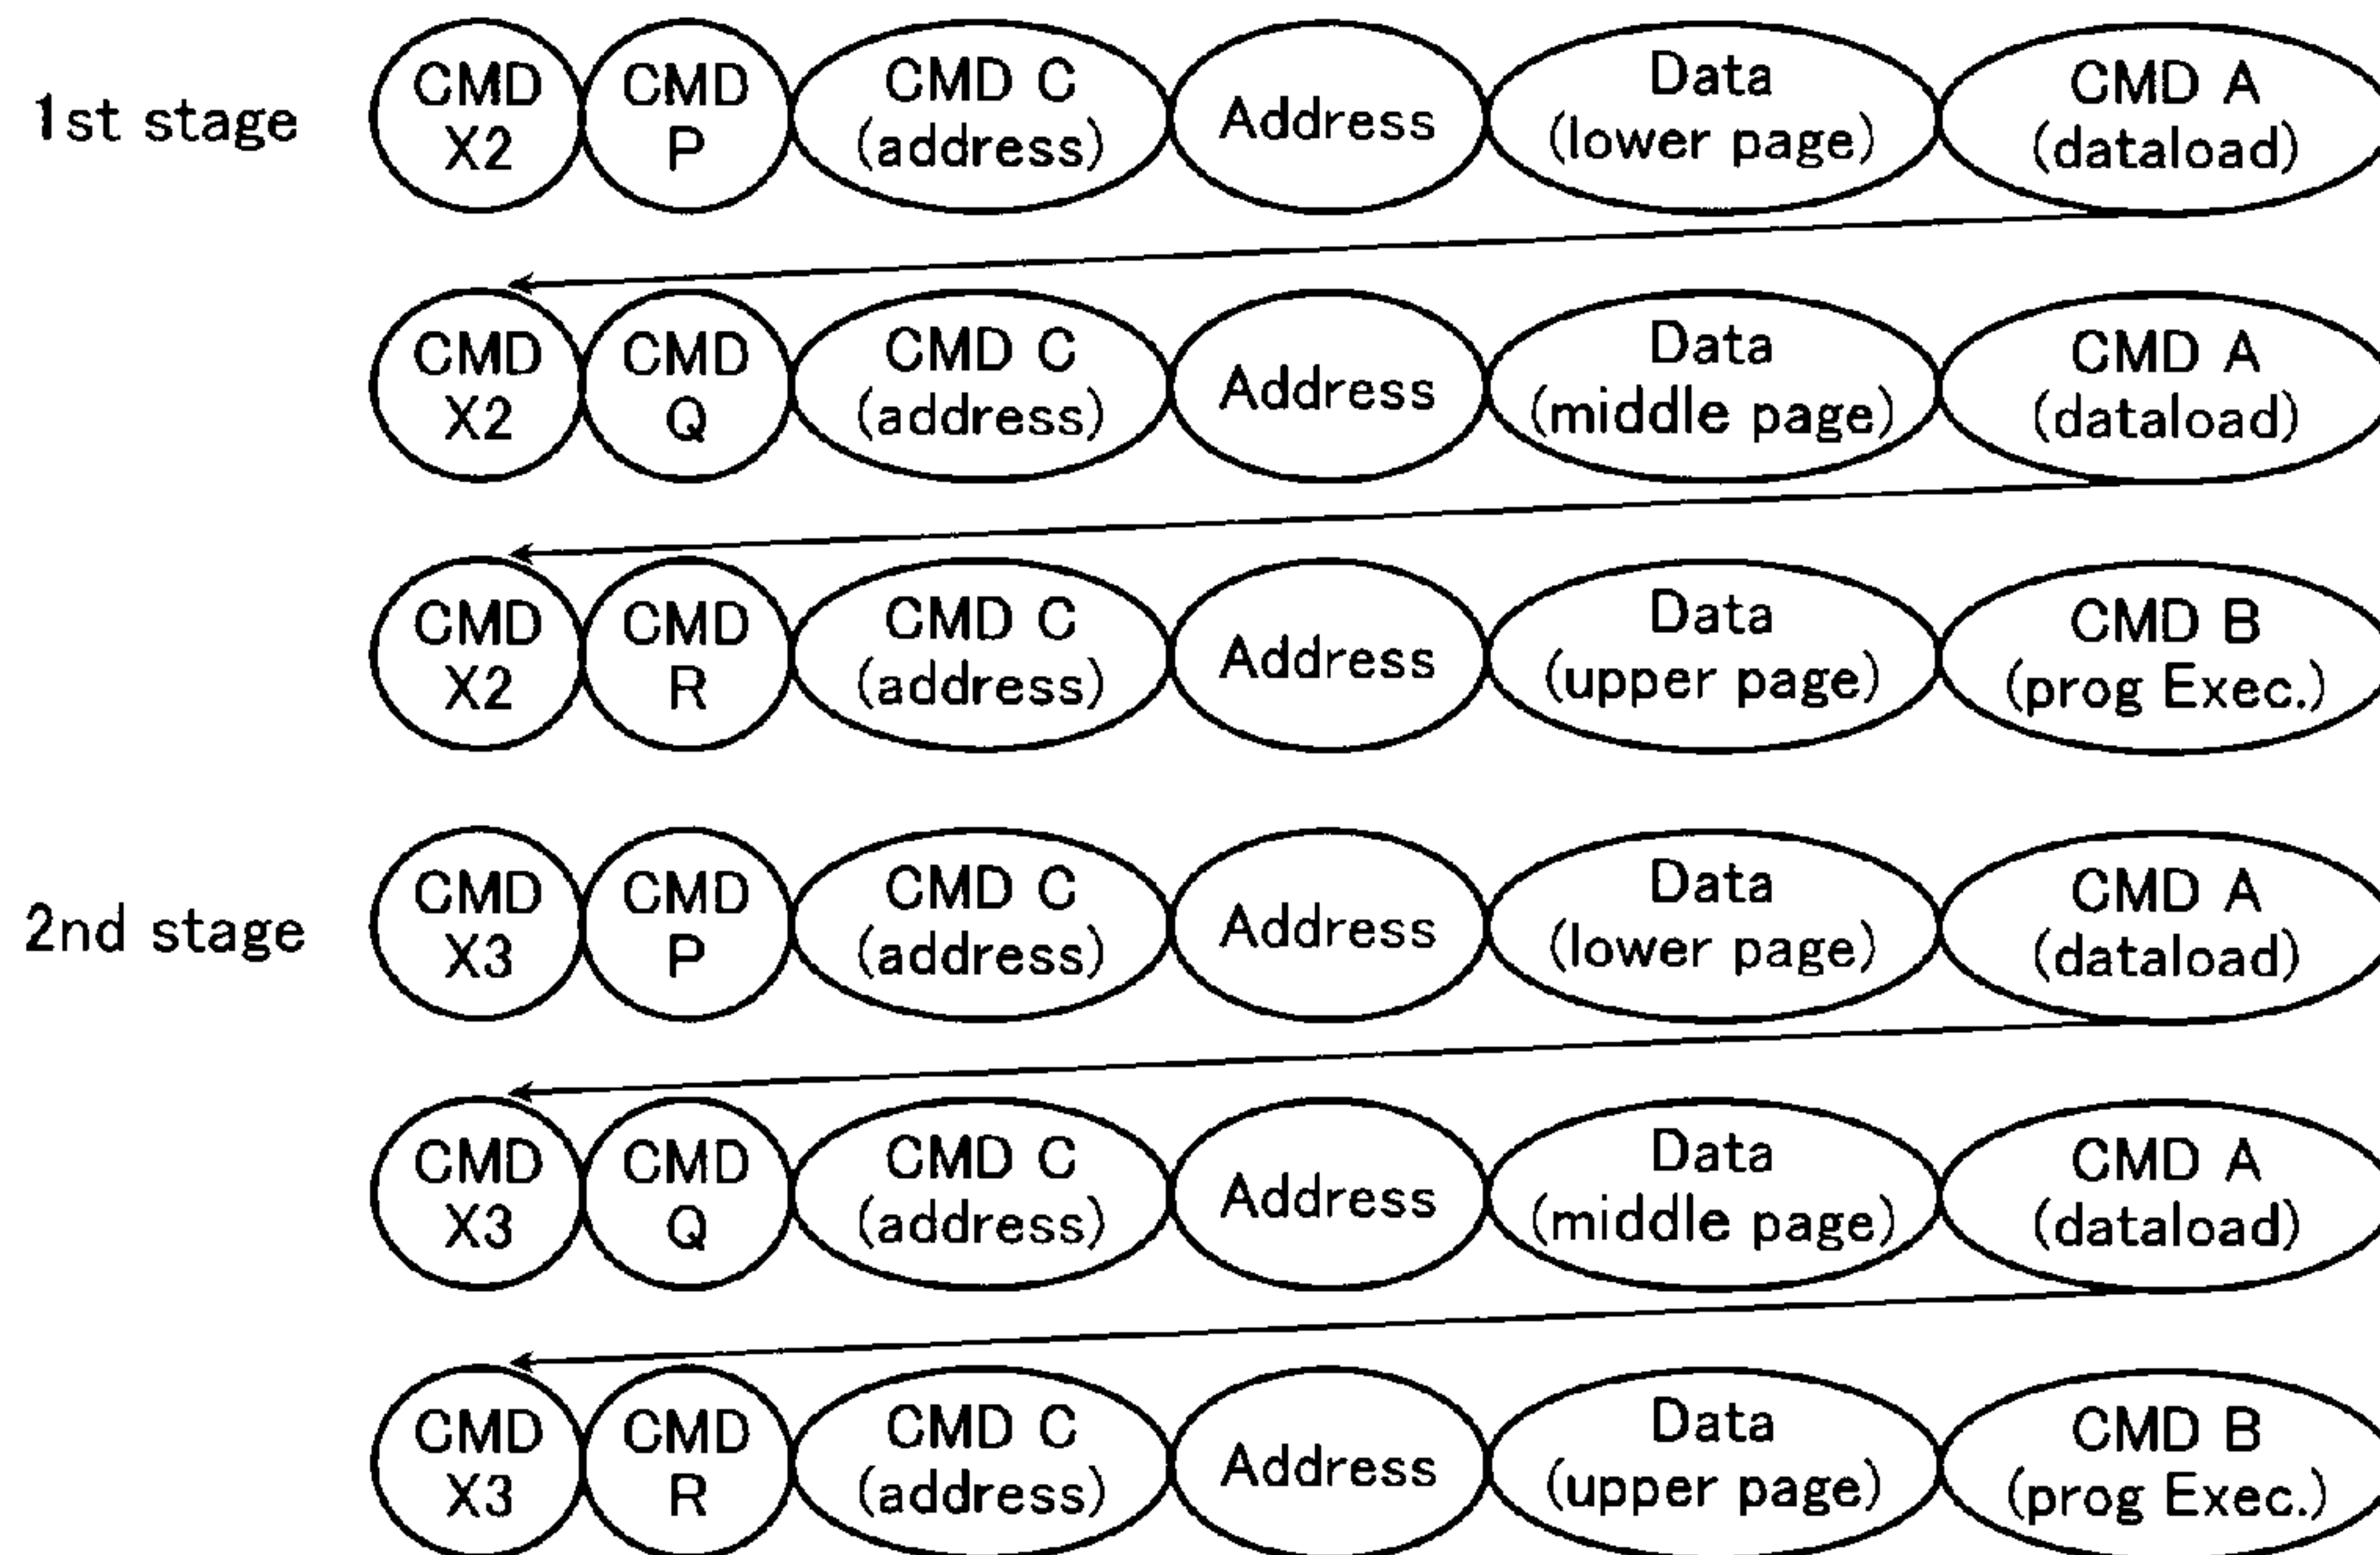 1st stage
CMD X2
CMD P
CMD C (address)
Address
Data (lower page)
CMD A (dataload)
CMD X2
CMD Q
CMD C (address)
Address
Data (middle page)
CMD A (dataload)
CMD X2
CMD R
CMD C (address)
Address
Data (upper page)
CMD B (prog Exec.)
2nd stage
CMD X3
CMD P
CMD C (address)
Address
Data (lower page)
CMD A (dataload)
CMD X3
CMD Q
CMD C (address)
Address
Data (middle page)
CMD A (dataload)
CMD X3
CMD R
CMD C (address)
Address
Data (upper page)
CMD B (prog Exec.)